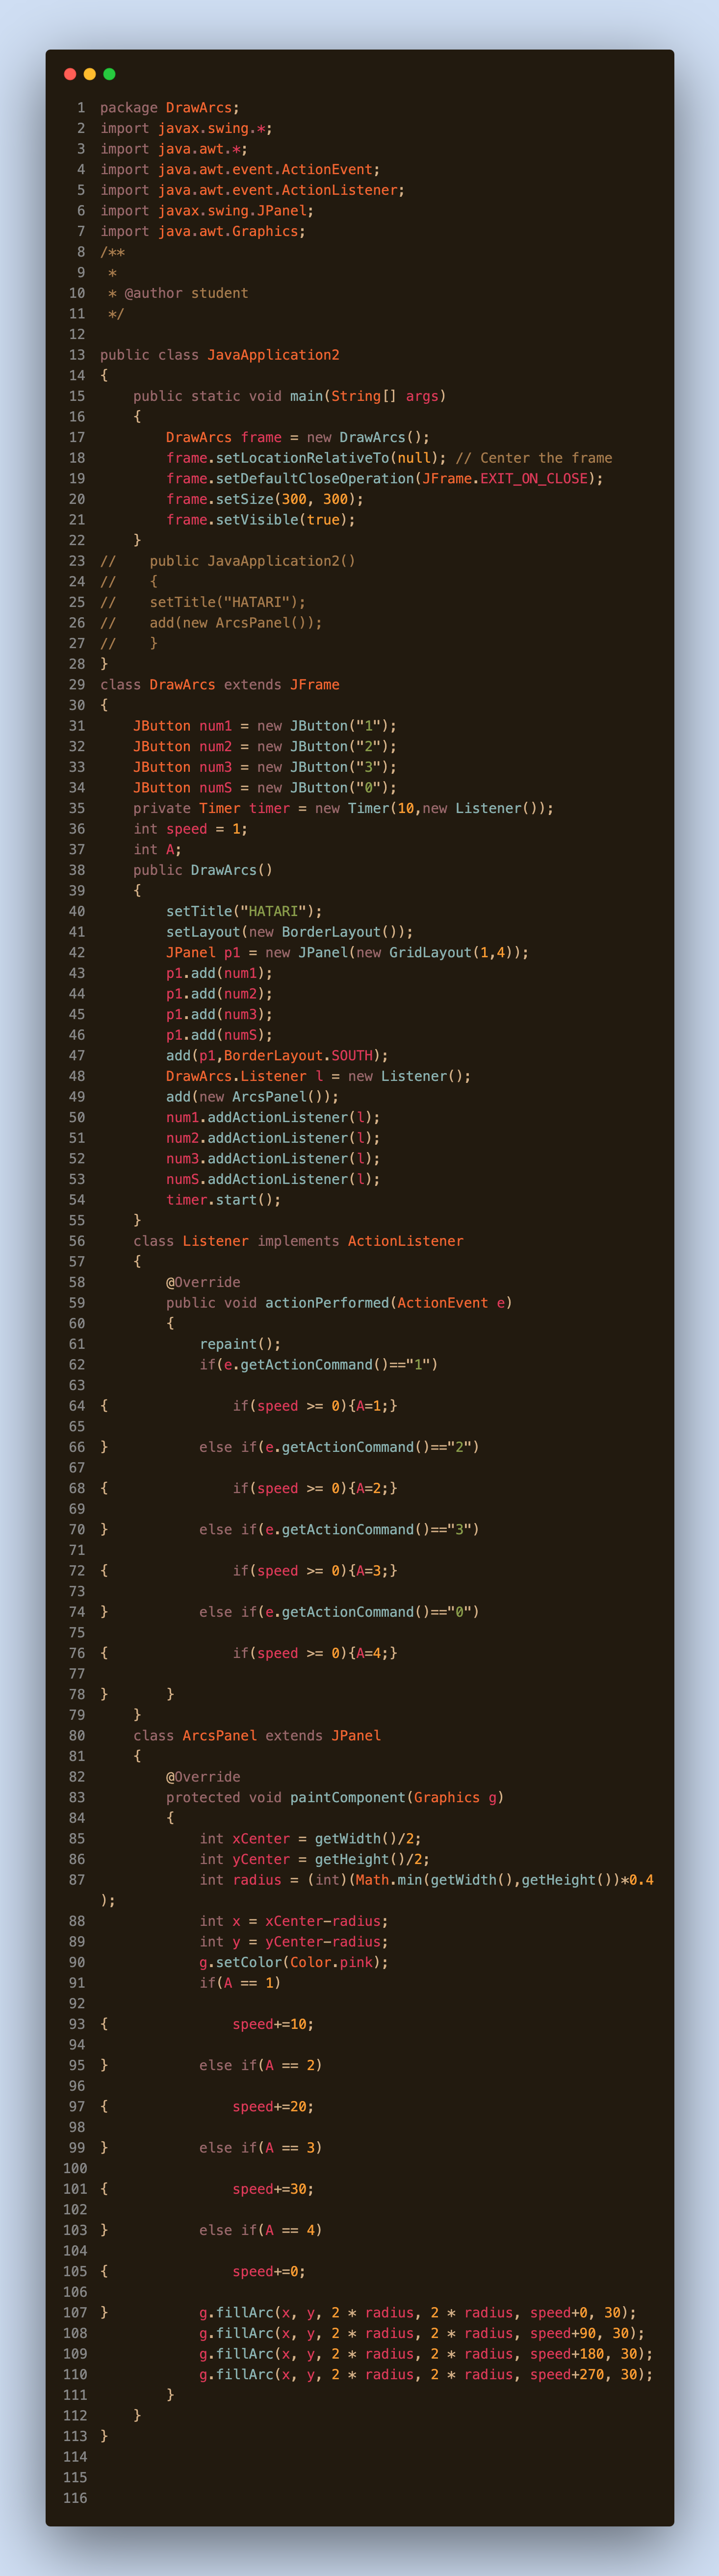 1 package DrawArcs;
2 import javax.swing.*;
3 import java.awt.*;
4 import java.awt.event.ActionEvent;
5 import java.awt.event.ActionListener;
6 import javax.swing.JPanel;
7 import java.awt.Graphics;
8 /**
9  *
10  * @author student
11  */
12
13 public class JavaApplication2
14 {
15     public static void main(String[] args)
16     {
17         DrawArcs frame = new DrawArcs();
18         frame.setLocationRelativeTo(null); // Center the frame
19         frame.setDefaultCloseOperation(JFrame.EXIT_ON_CLOSE);
20         frame.setSize(300, 300);
21         frame.setVisible(true);
22     }
23 //    public JavaApplication2()
24 //    {
25 //    setTitle("HATARI");
26 //    add(new ArcsPanel());
27 //    }
28 }
29 class DrawArcs extends JFrame
30 {
31     JButton num1 = new JButton("1");
32     JButton num2 = new JButton("2");
33     JButton num3 = new JButton("3");
34     JButton numS = new JButton("0");
35     private Timer timer = new Timer(10,new Listener());
36     int speed = 1;
37     int A;
38     public DrawArcs()
39     {
40         setTitle("HATARI");
41         setLayout(new BorderLayout());
42         JPanel p1 = new JPanel(new GridLayout(1,4));
43         p1.add(num1);
44         p1.add(num2);
45         p1.add(num3);
46         p1.add(numS);
47         add(p1,BorderLayout.SOUTH);
48         DrawArcs.Listener l = new Listener();
49         add(new ArcsPanel());
50         num1.addActionListener(l);
51         num2.addActionListener(l);
52         num3.addActionListener(l);
53         numS.addActionListener(l);
54         timer.start();
55     }
56     class Listener implements ActionListener
57     {
58         @Override
59         public void actionPerformed(ActionEvent e)
60         {
61             repaint();
62             if(e.getActionCommand()=="1")
63
64 {               if(speed >= 0){A=1;}
65
66 }           else if(e.getActionCommand()=="2")
67
68 {               if(speed >= 0){A=2;}
69
70 }           else if(e.getActionCommand()=="3")
71
72 {               if(speed >= 0){A=3;}
73
74 }           else if(e.getActionCommand()=="0")
75
76 {               if(speed >= 0){A=4;}
77
78 }       }
79     }
80     class ArcsPanel extends JPanel
81     {
82         @Override
83         protected void paintComponent(Graphics g)
84         {
85             int xCenter = getWidth()/2;
86             int yCenter = getHeight()/2;
87             int radius = (int)(Math.min(getWidth(),getHeight())*0.4
);
88             int x = xCenter-radius;
89             int y = yCenter-radius;
90             g.setColor(Color.pink);
91             if(A == 1)
92
93 {               speed+=10;
94
95 }           else if(A == 2)
96
97 {               speed+=20;
98
99 }           else if(A == 3)
100
101 {               speed+=30;
102
103 }           else if(A == 4)
104
105 {               speed+=0;
106
107 }           g.fillArc(x, y, 2 * radius, 2 * radius, speed+0, 30);
108             g.fillArc(x, y, 2 * radius, 2 * radius, speed+90, 30);
109             g.fillArc(x, y, 2 * radius, 2 * radius, speed+180, 30);
110             g.fillArc(x, y, 2 * radius, 2 * radius, speed+270, 30);
111         }
112     }
113 }
114
115
116